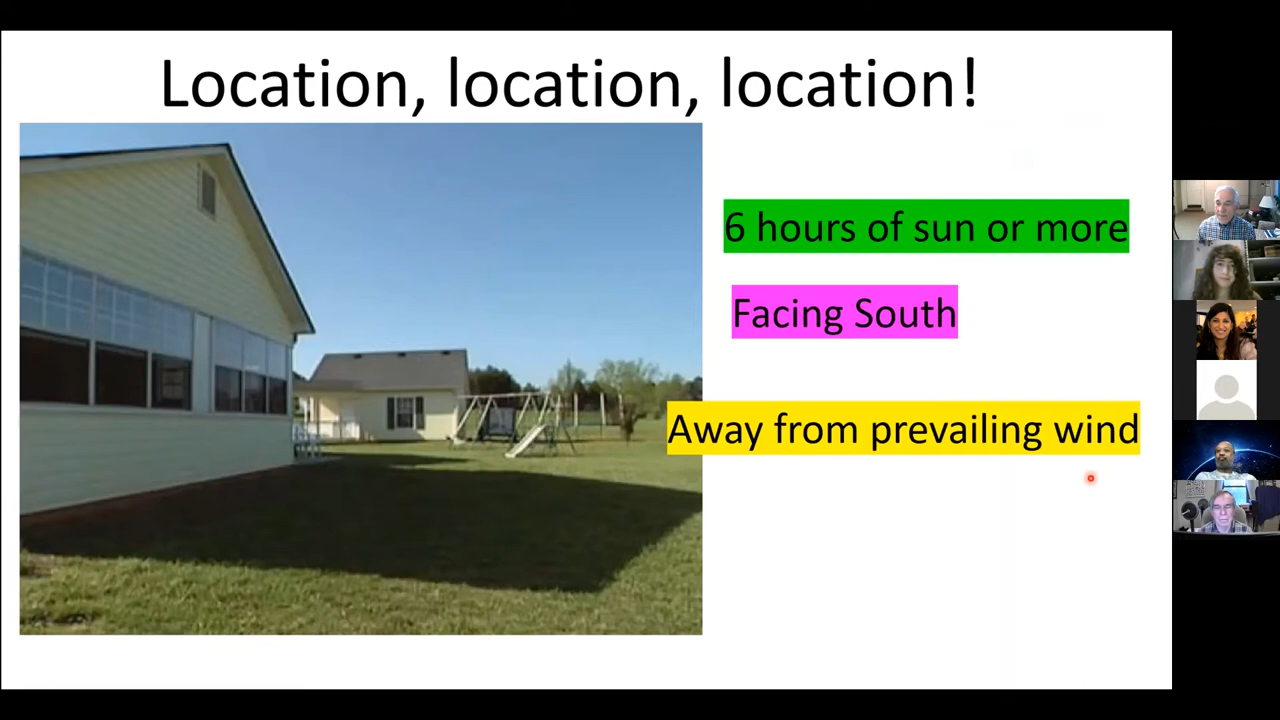 Location, location, location!
6 hours of sun or more
Facing South
Away from prevailing wind